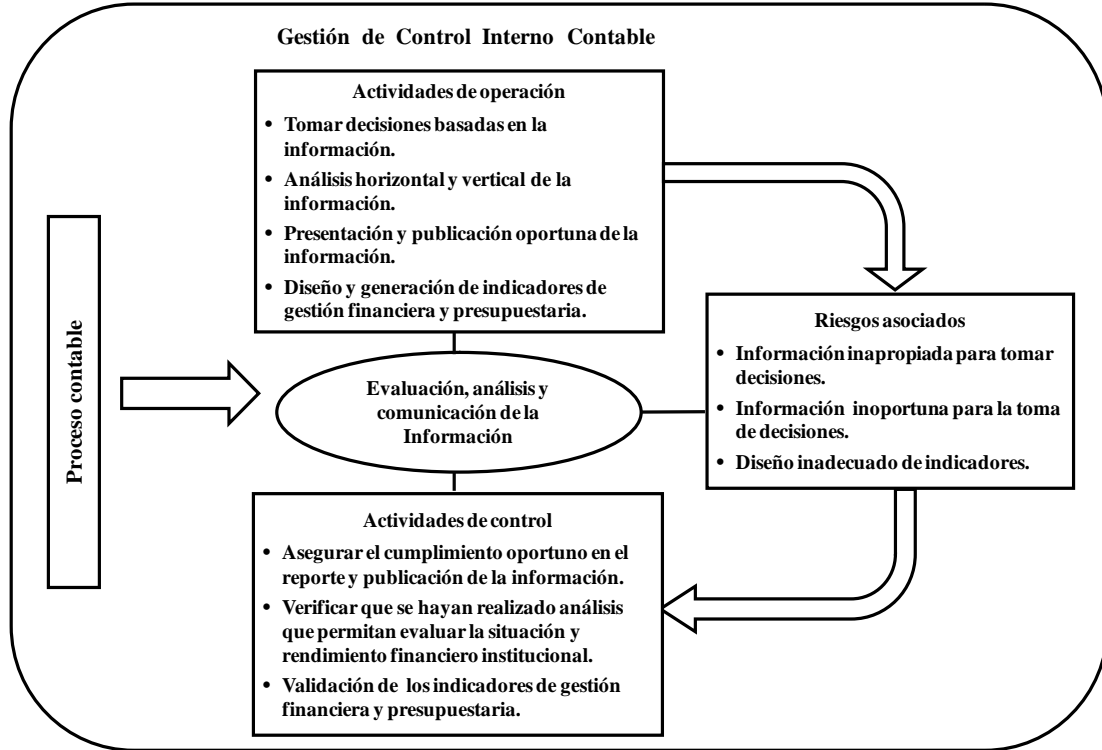 Gestión de Control Interno Contable
Proceso contable
Actividades de operación
• Tomar decisiones basadas en la
información.
• Análisis horizontal y vertical de la
información.
• Presentación y publicación oportuna de la
información.
• Diseño y generación de indicadores de
gestión financiera y presupuestaria.
Evaluación, análisis y
comunicación de la
Información
Riesgos asociados
• Información inapropiada para tomar
decisiones.
• Información inoportuna para la toma
de decisiones.
• Diseño inadecuado de indicadores.
Actividades de control
• Asegurar el cumplimiento oportuno en el
reporte y publicación de la información.
• Verificar que se hayan realizado análisis
que permitan evaluar la situación y
rendimiento financiero institucional.
• Validación de los indicadores de gestión
financiera y presupuestaria.